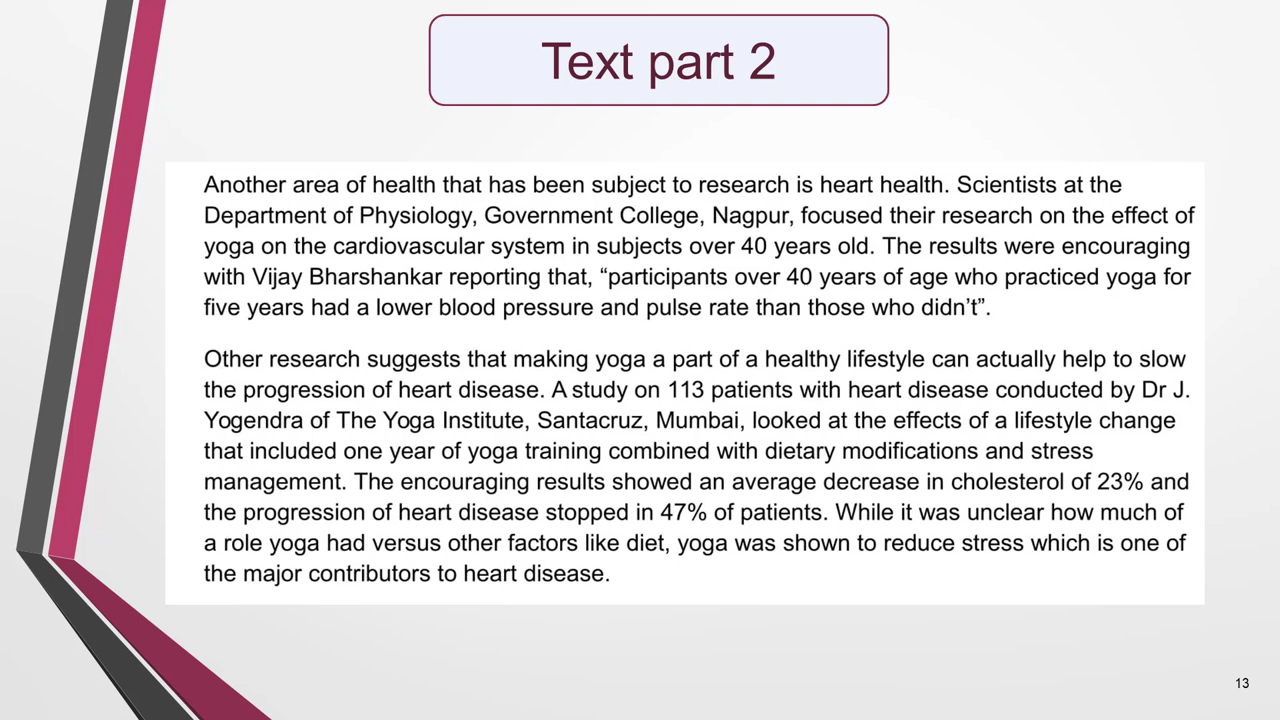 Text part 2
Another area of health that has been subject to research is heart health. Scientists at the
Department of Physiology, Government College, Nagpur, focused their research on the effect of
yoga on the cardiovascular system in subjects over 40 years old. The results were encouraging
with Vijay Bharshankar reporting that, “participants over 40 years of age who practiced yoga for
five years had a lower blood pressure and pulse rate than those who didn’t”.
Other research suggests that making yoga a part of a healthy lifestyle can actually help to slow
the progression of heart disease. A study on 113 patients with heart disease conducted by Dr J.
Yogendra of The Yoga Institute, Santacruz, Mumbai, looked at the effects of a lifestyle change
that included one year of yoga training combined with dietary modifications and stress
management. The encouraging results showed an average decrease in cholesterol of 23% and
the progression of heart disease stopped in 47% of patients. While it was unclear how much of
a role yoga had versus other factors like diet, yoga was shown to reduce stress which is one of
the major contributors to heart disease.
13